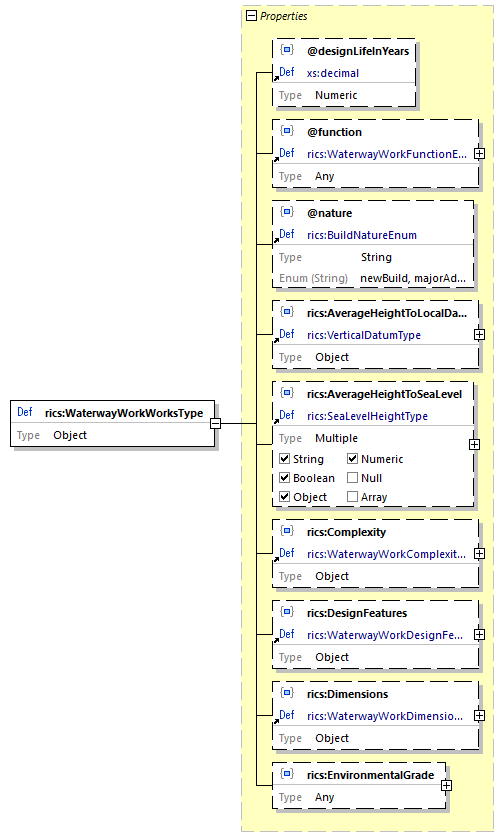 Properties
@designLifeInYears
Def xs:decimal
Type Numeric
@function
Def rics:WaterwayWorkFunctionE...
Type Any
@nature
Def rics:BuildNatureEnum
Type String
Enum (String) newBuild, majorAd...
rics:AverageHeightToLocalDa...
Def rics:VerticalDatumType
Type Object
rics:AverageHeightToSeaLevel
Def rics:SeaLevelHeightType
Type Multiple
String Numeric
Boolean Null
Object Array
Def rics:WaterwayWorkWorksType
Type Object
rics:Complexity
Def rics:WaterwayWorkComplexit...
Type Object
rics:DesignFeatures
Def rics:WaterwayWorkDesignFe...
Type Object
rics:Dimensions
Def rics:WaterwayWorkDimensio...
Type Object
rics:EnvironmentalGrade
Type Any